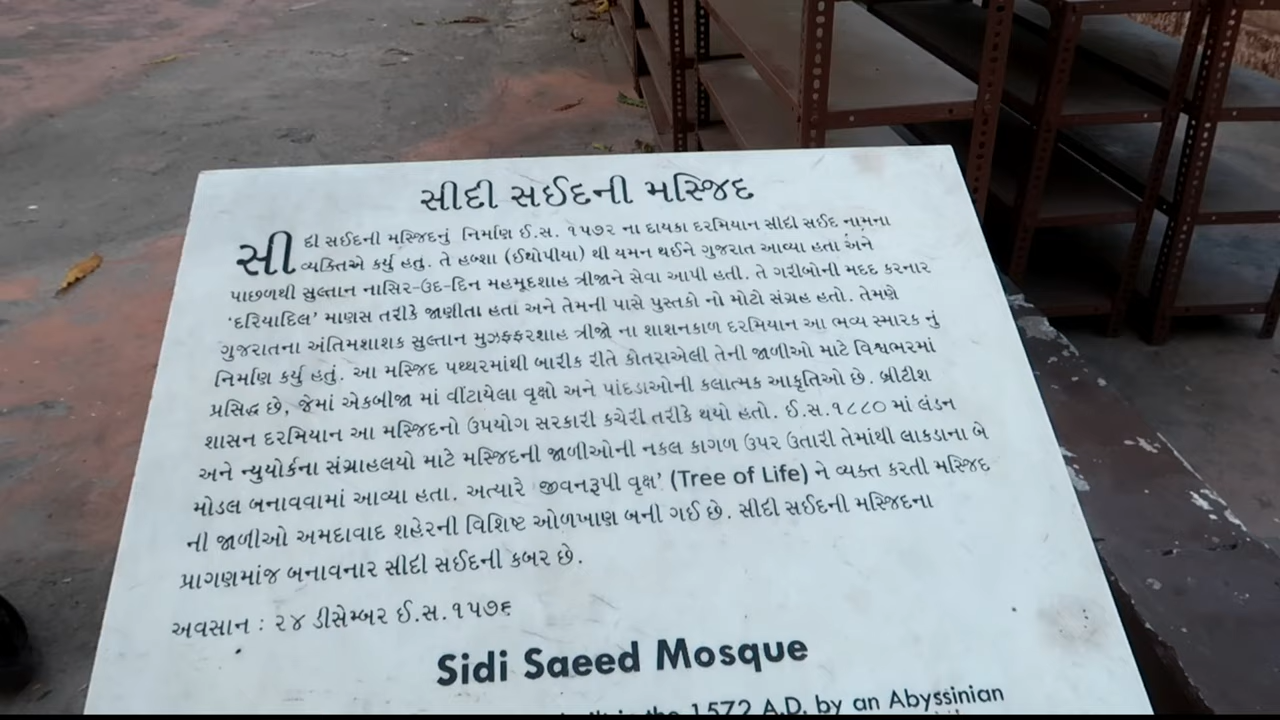 સીદી સઈદની મસ્જિદ
સીદી સઈદની મસ્જિદનું નિર્માણ ઈ.સ. ૧૫૭૨ ના દાયકા દરમિયાન સીદી સઈદ નામના
વ્યક્તિએ કર્યુ હતુ. તે હબ્શા (ઈથોપીયા) થી યમન થઈને ગુજરાત આવ્યા હતા અને
પાછળથી સુલ્તાન નાસિર-ઉદ-દિન મહમૂદશાહ ત્રીજાને સેવા આપી હતી. તે ગરીબોની મદદ કરનાર
‘દરિયાદિલ’ માણસ તરીકે જાણીતા હતા અને તેમની પાસે પુસ્તકો નો મોટો સંગ્રહ હતો. તેમણે
ગુજરાતના અંતિમશાશક સુલ્તાન મુઝફ્ફરશાહ ત્રીજો ના શાશનકાળ દરમિયાન આ ભવ્ય સ્મારક નું
નિર્માણ કર્યુ હતું. આ મસ્જિદ પથ્થરમાંથી બારીક રીતે કોતરાએલી તેની જાળીઓ માટે વિશ્વભરમાં
પ્રસિદ્ધ છે, જેમાં એકબીજા માં વીંટાયેલા વૃક્ષો અને પાંદડાઓની કલાત્મક આકૃતિઓ છે. બ્રીટીશ
શાસન દરમિયાન આ મસ્જિદનો ઉપયોગ સરકારી કચેરી તરીકે થયો હતો. ઈ.સ.૧૮૮૦ માં લંડન
અને ન્યુયોર્કના સંગ્રાહલયો માટે મસ્જિદની જાળીઓની નકલ કાગળ ઉપર ઉતારી તેમાંથી લાકડાના બે
મોડલ બનાવવામાં આવ્યા હતા. અત્યારે ‘જીવનરૂપી વૃક્ષ’ (Tree of Life) ને વ્યક્ત કરતી મસ્જિદ
ની જાળીઓ અમદાવાદ શહેરની વિશિષ્ટ ઓળખાણ બની ગઈ છે. સીદી સઈદની મસ્જિદના
પ્રાગણમાંજ બનાવનાર સીદી સઈદની કબર છે.
અવસાન : ૨૪ ડીસેમ્બર ઈ.સ.૧૫૭૬
Sidi Saeed Mosque
the 1572 A.D. by an Abyssinian